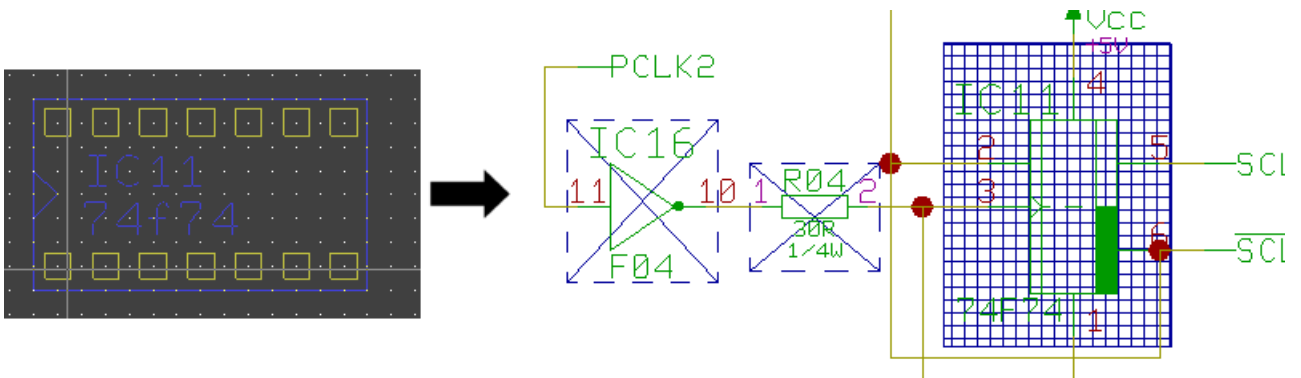 IC11
74f74
PCLK2
IC16
11
10
F04
1
R04
2
30R
1/4W
VCC
+5V
4
IC11
2
5
SCL
3
6
74F74
1